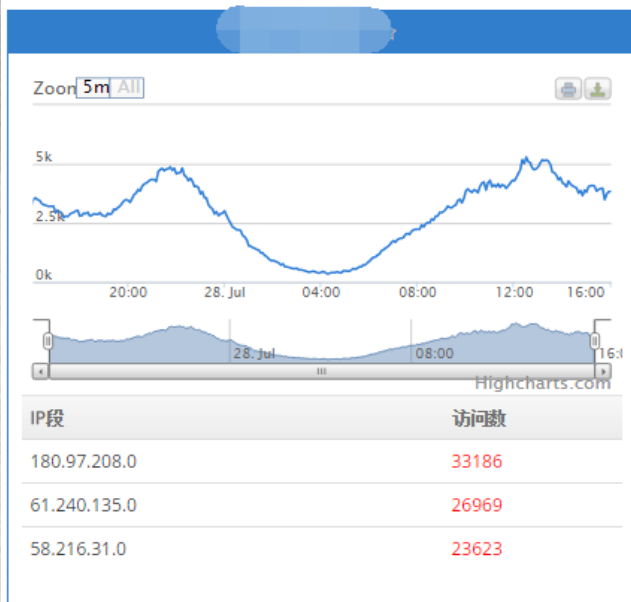 Zoom 5m All
5k
2.5k
0k
20:00 28. Jul 04:00 08:00 12:00 16:00
28. Jul 08:00 16:0
Highcharts.com
IP段 访问数
180.97.208.0 33186
61.240.135.0 26969
58.216.31.0 23623